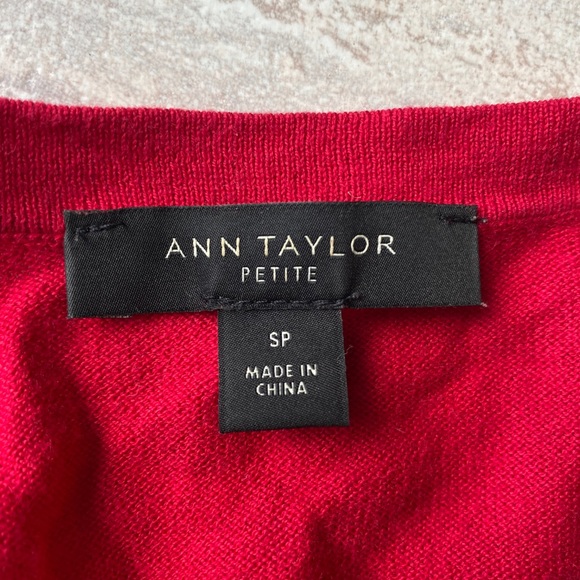 ANN TAYLOR
PETITE
SP
MADE IN
CHINA